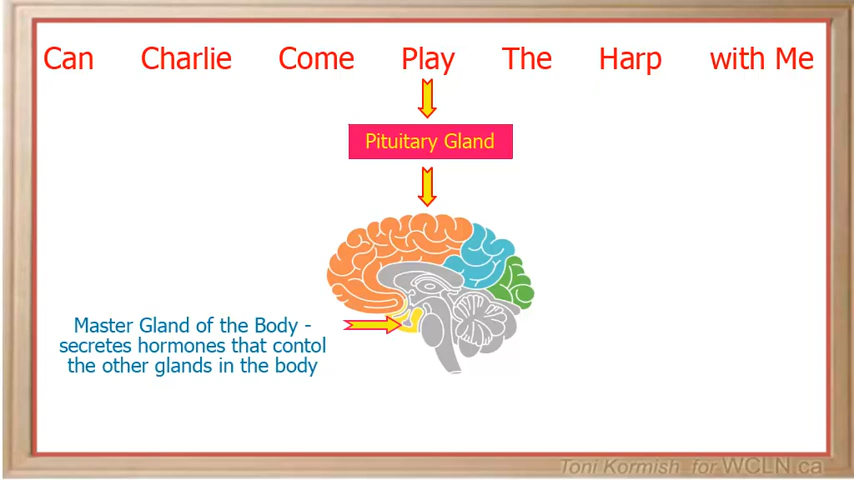 Can Charlie Come Play The Harp with Me
Pituitary Gland
Master Gland of the Body -
secretes hormones that contol
the other glands in the body
Toni Kormish for WCLN.ca